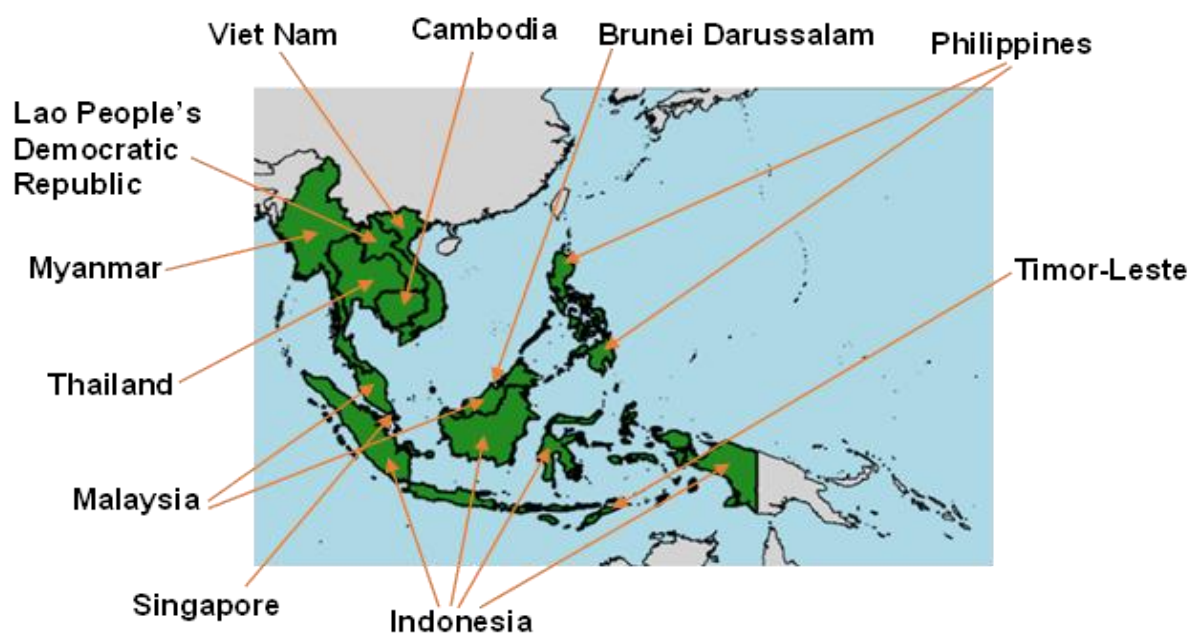 Viet Nam
Cambodia
Brunei Darussalam
Philippines
Lao People's
Democratic
Republic
Myanmar
Timor-Leste
Thailand
Malaysia
Singapore
Indonesia